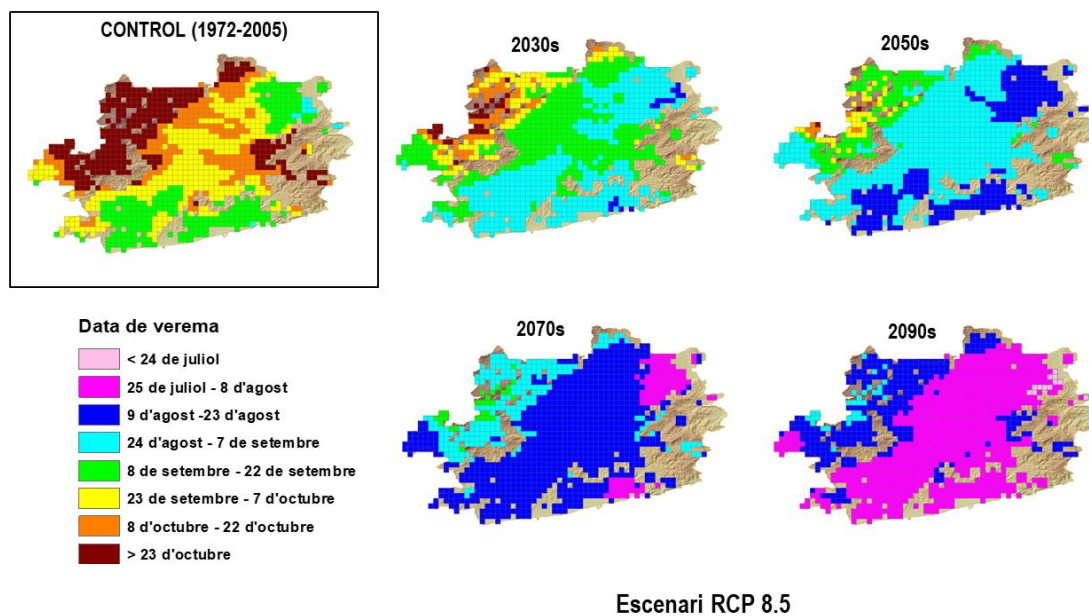 CONTROL (1972-2005)
2030s
2050s
Data de verema
< 24 de juliol
25 de juliol - 8 d'agost
9 d'agost -23 d'agost
24 d'agost - 7 de setembre
8 de setembre - 22 de setembre
23 de setembre - 7 d'octubre
8 d'octubre - 22 d'octubre
> 23 d'octubre
2070s
2090s
Escenari RCP 8.5